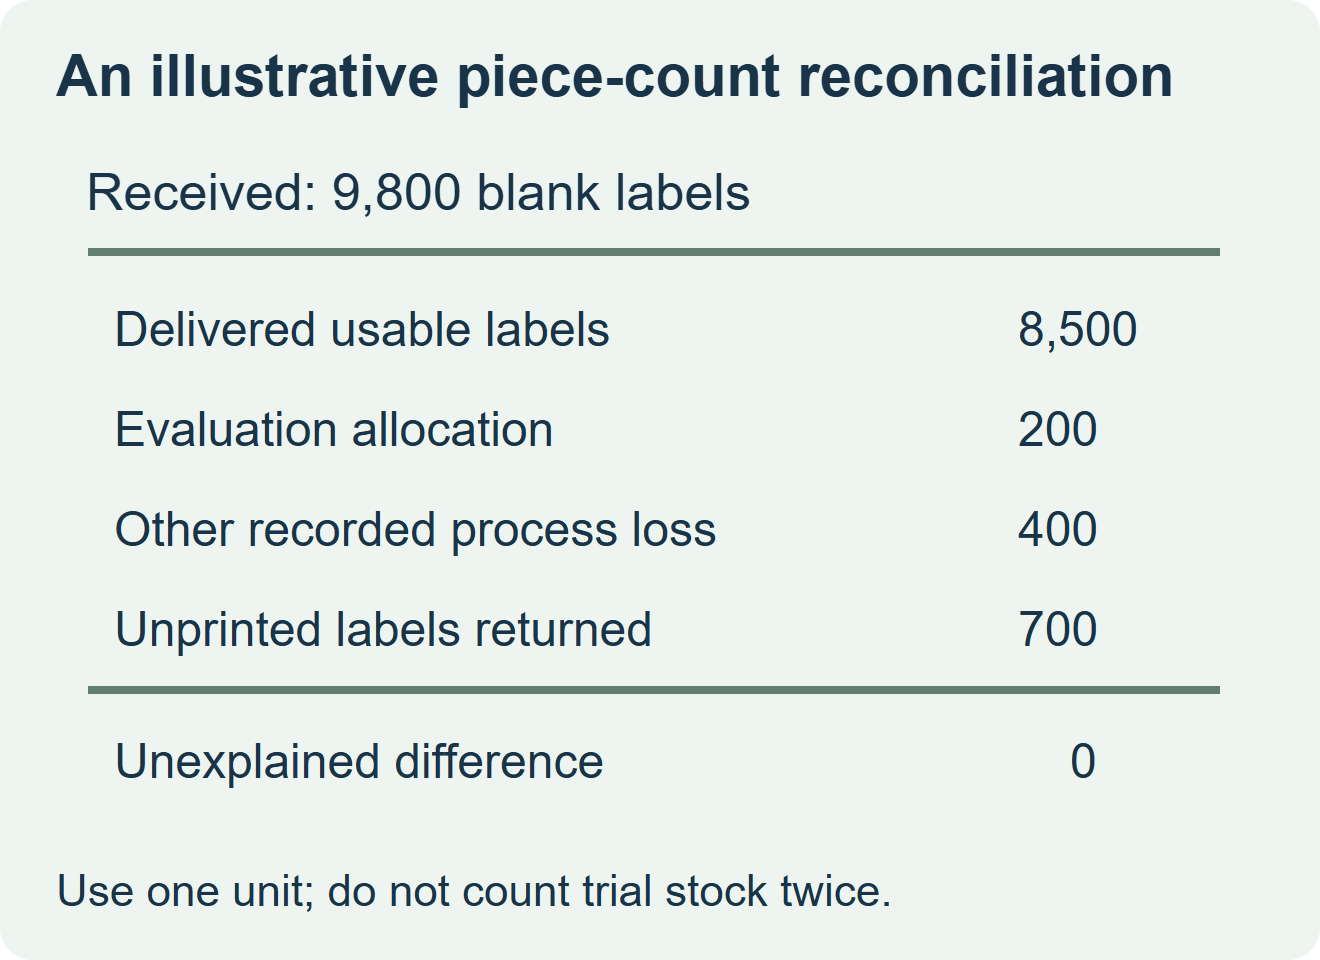 An illustrative piece-count reconciliation
Received: 9,800 blank labels
Delivered usable labels 8,500
Evaluation allocation 200
Other recorded process loss 400
Unprinted labels returned 700
Unexplained difference 0
Use one unit; do not count trial stock twice.